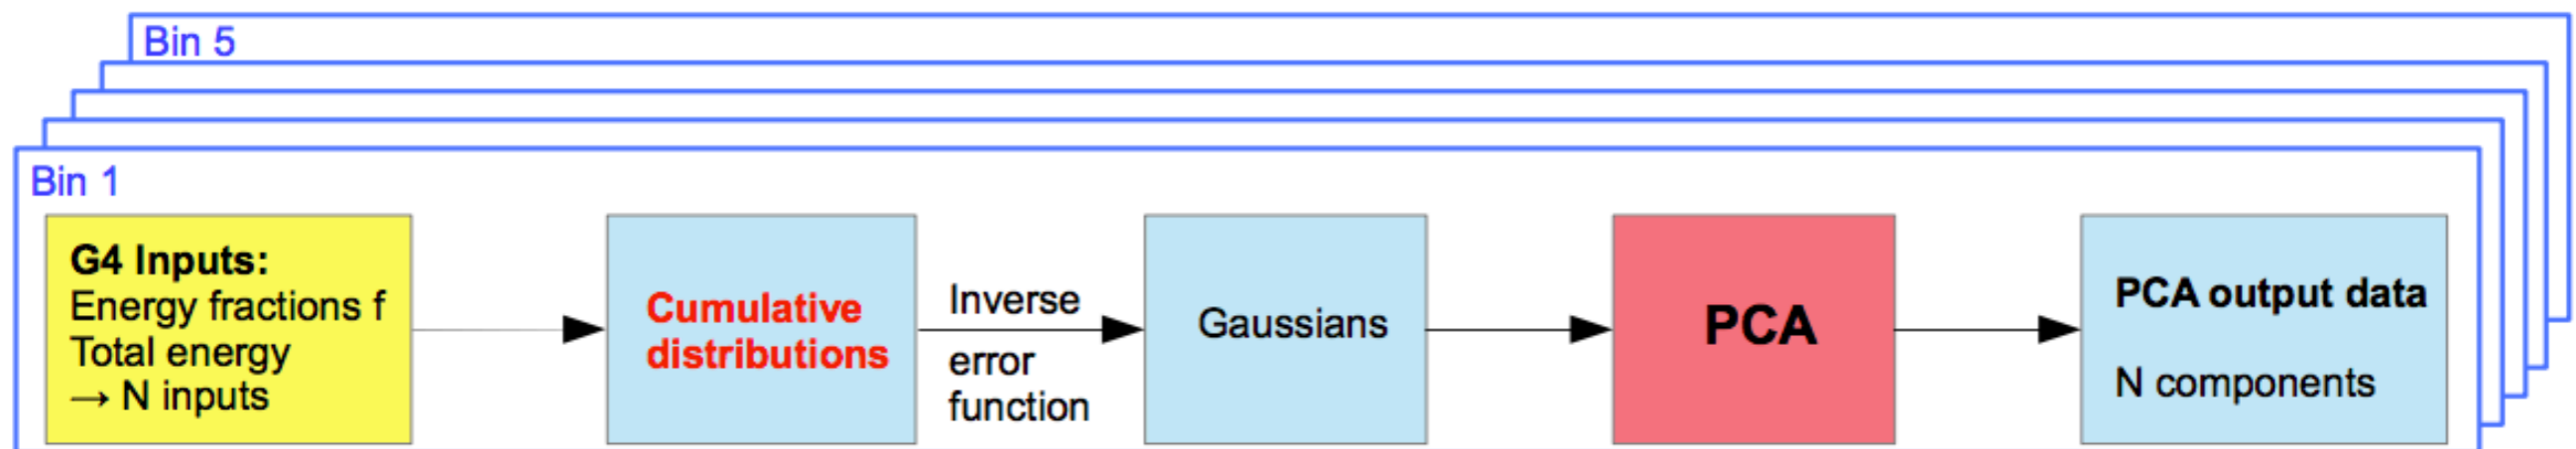 Bin 5
Bin 1
G4 Inputs:
Energy fractions f
Total energy
→ N inputs
Cumulative
distributions
Inverse
error
function
Gaussians
PCA
PCA output data
N components